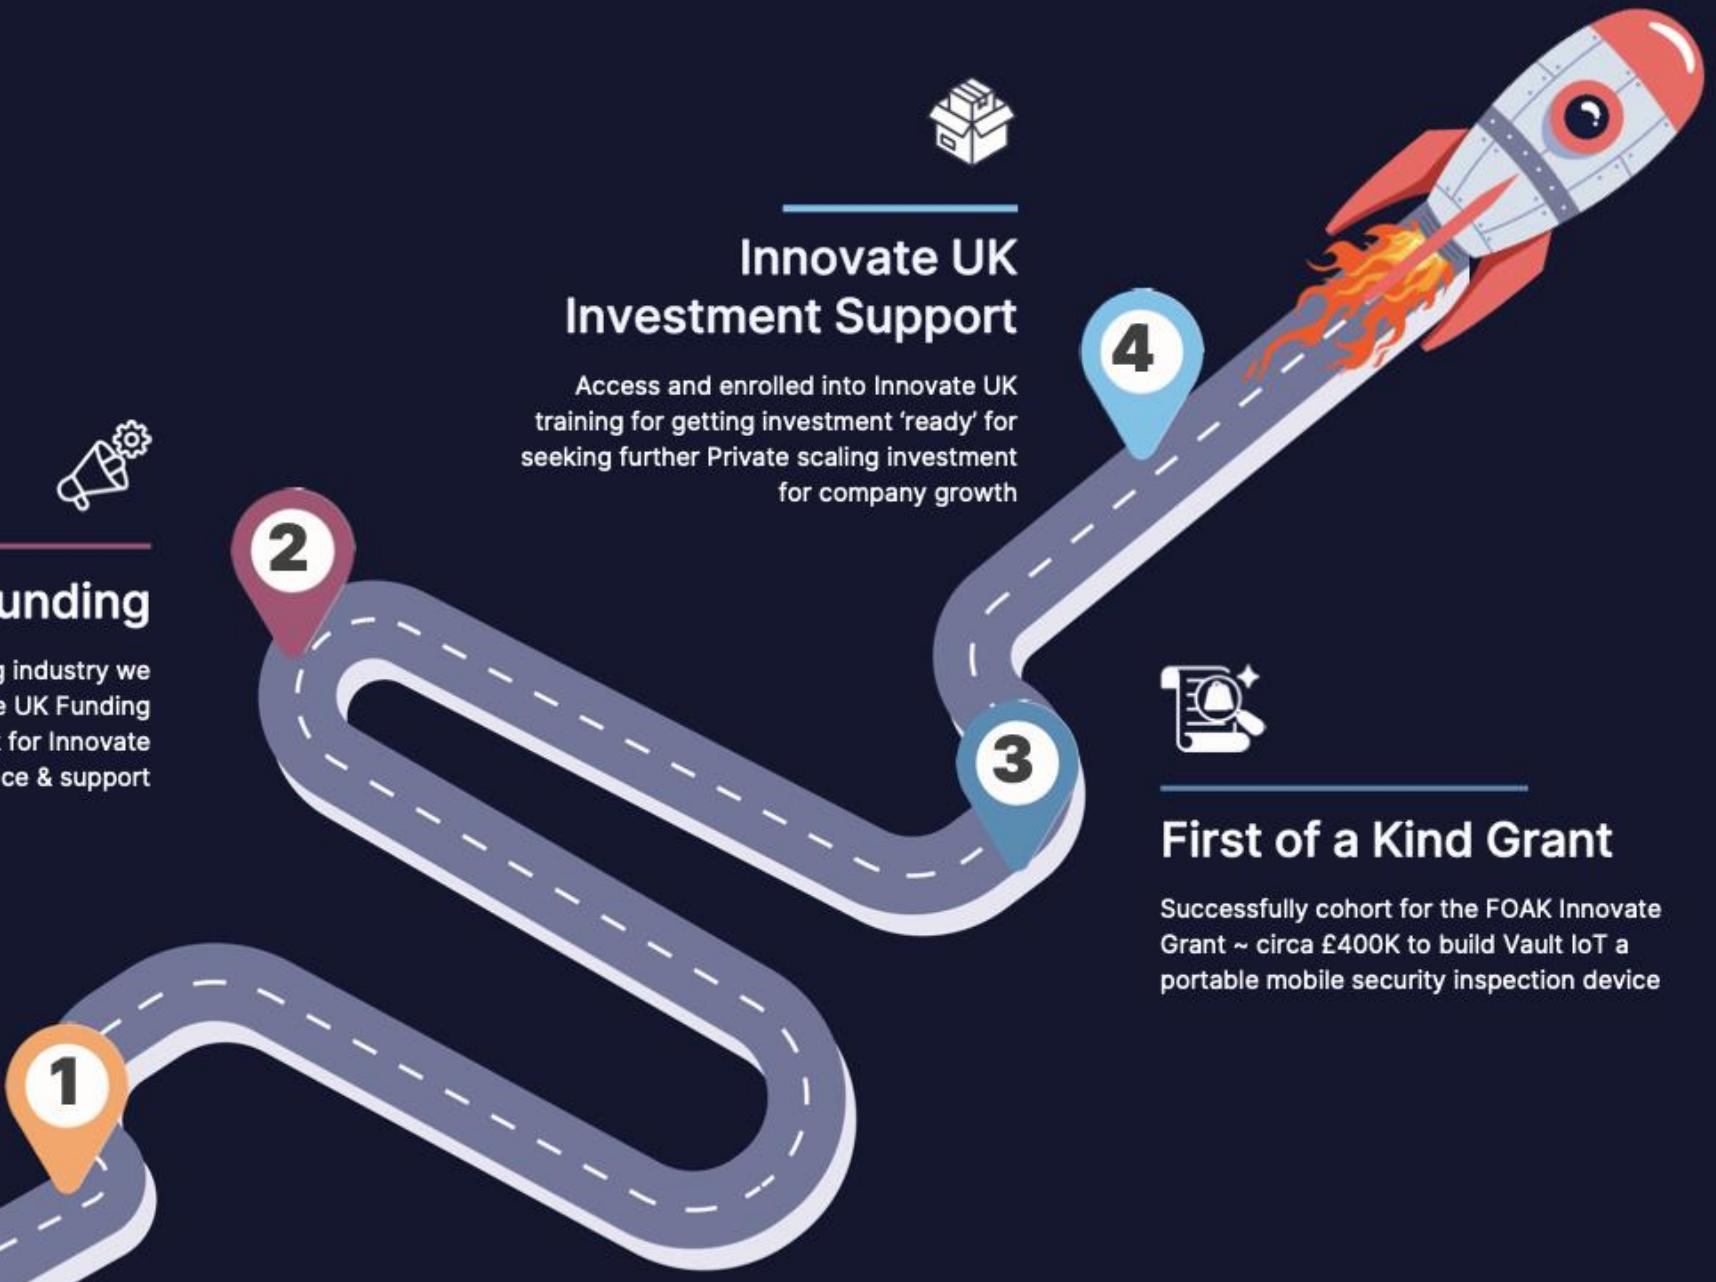 Innovate UK
Investment Support
Access and enrolled into Innovate UK
training for getting investment ‘ready’ for
seeking further Private scaling investment
for company growth
4
2
unding
industry we
UK Funding
for Innovate
ce & support
3
First of a Kind Grant
Successfully cohort for the FOAK Innovate
Grant ~ circa £400K to build Vault IoT a
portable mobile security inspection device
1